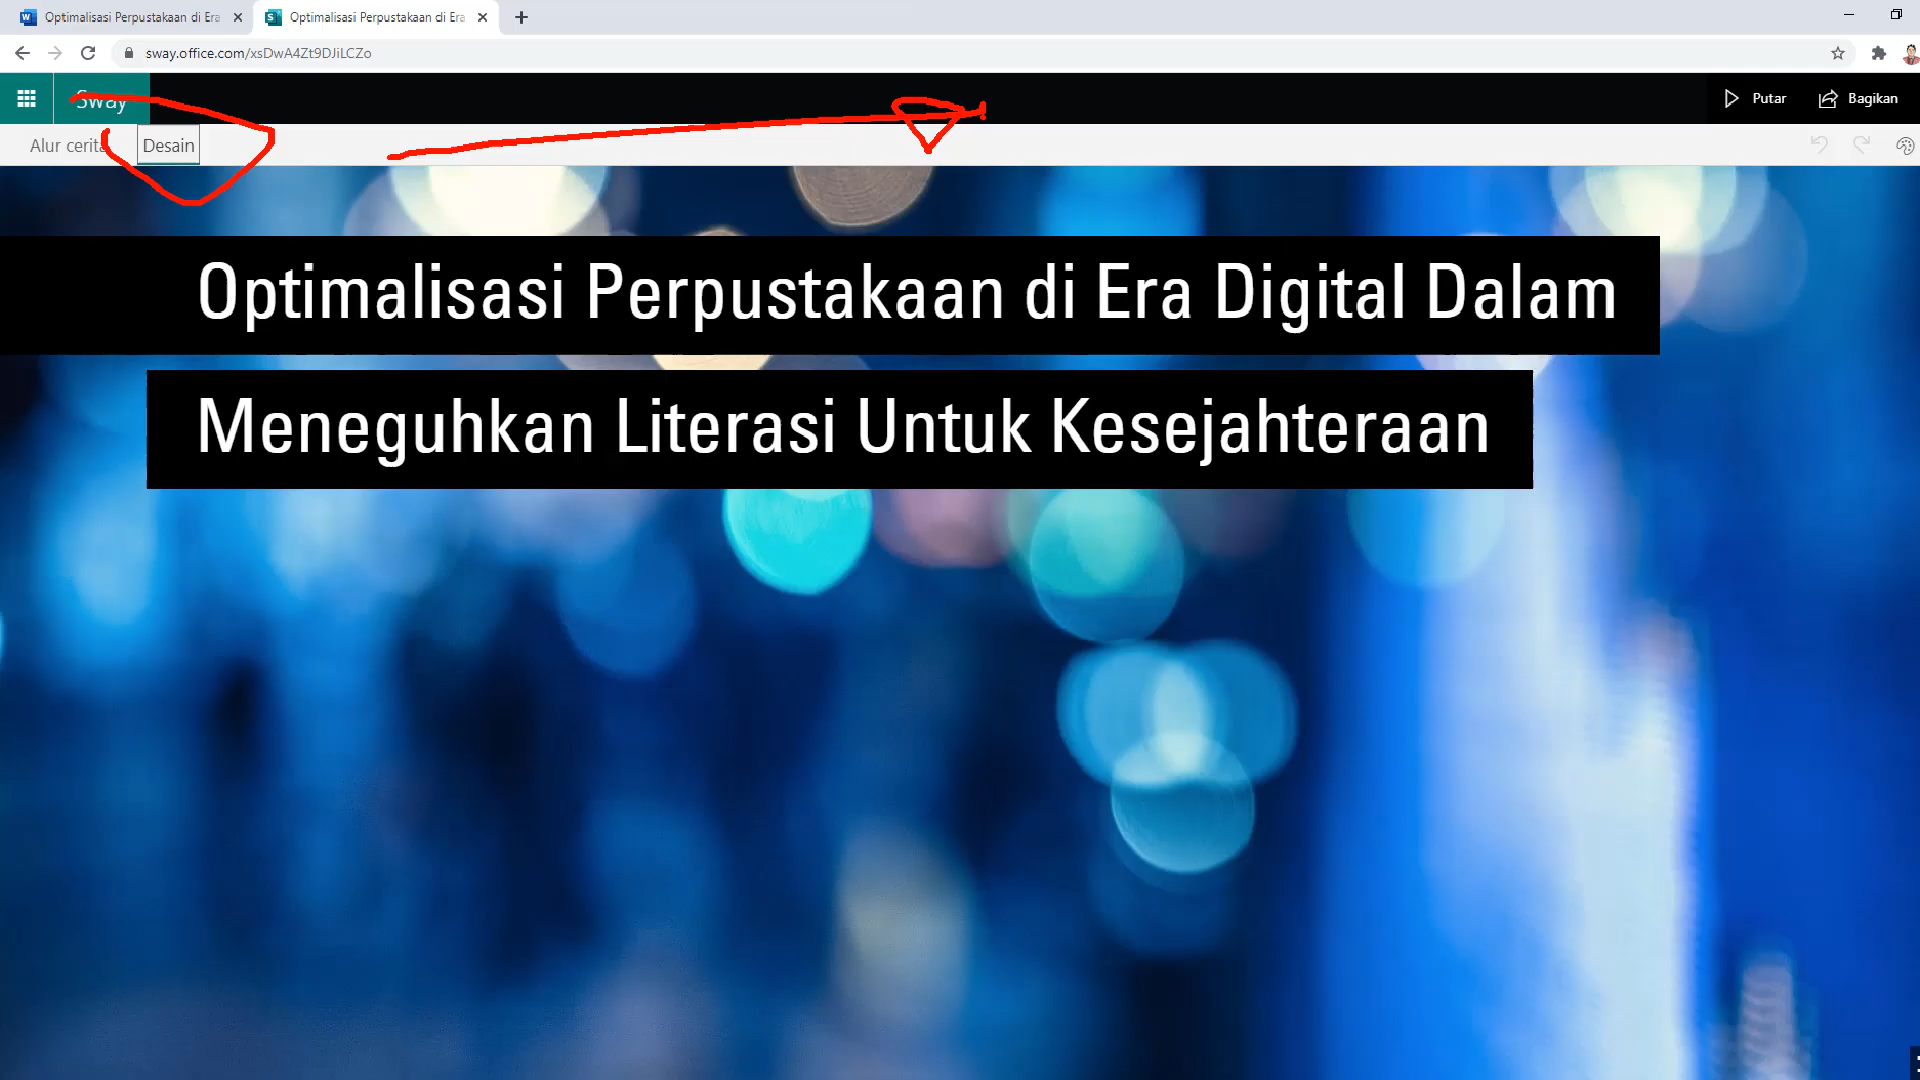 Optimalisasi Perpustakaan di Era
Optimalisasi Perpustakaan di Era
sway.office.com/xsDwA4Zt9DJiLCZo
Sway
Putar
Bagikan
Alur cerita
Desain
Optimalisasi Perpustakaan di Era Digital Dalam
Meneguhkan Literasi Untuk Kesejahteraan